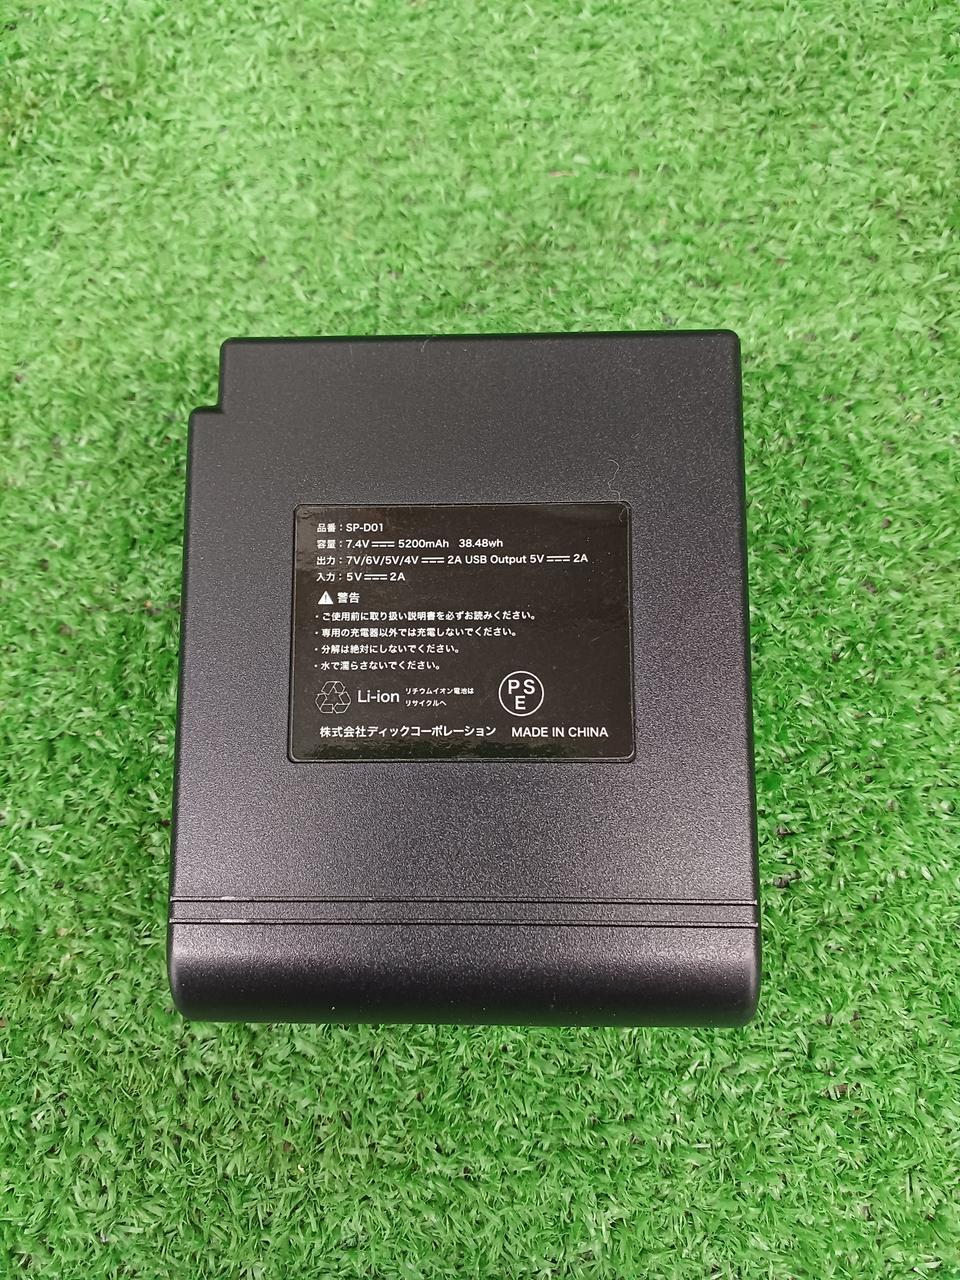 品番：SP-D01
容量：7.4V⎓5200mAh 38.48wh
出力：7V/6V/5V/4V⎓2A USB Output 5V⎓2A
入力：5V⎓2A
⚠警告
・ご使用前に取り扱い説明書を必ずお読みください。
・専用の充電器以外では充電しないでください。
・分解は絶対にしないでください。
・水で濡らさないでください。
Li-ion リチウムイオン電池は
リサイクルへ
PSE
株式会社ディックコーポレーション MADE IN CHINA